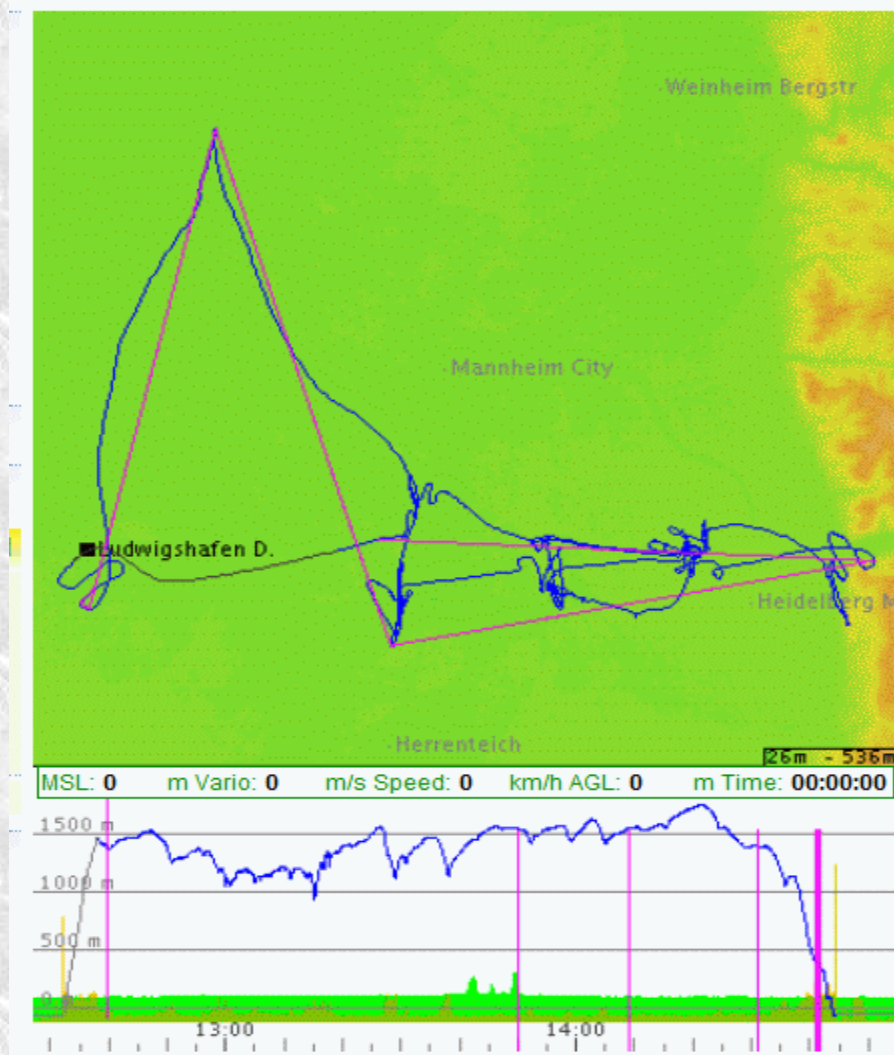 Weinheim Bergstr
Mannheim City
Ludwigshafen D.
Heidelberg M
Herrenteich
26m - 536m
MSL: 0 m Vario: 0 m/s Speed: 0 km/h AGL: 0 m Time: 00:00:00
1500 m
1000 m
500 m
0 m
13:00 14:00